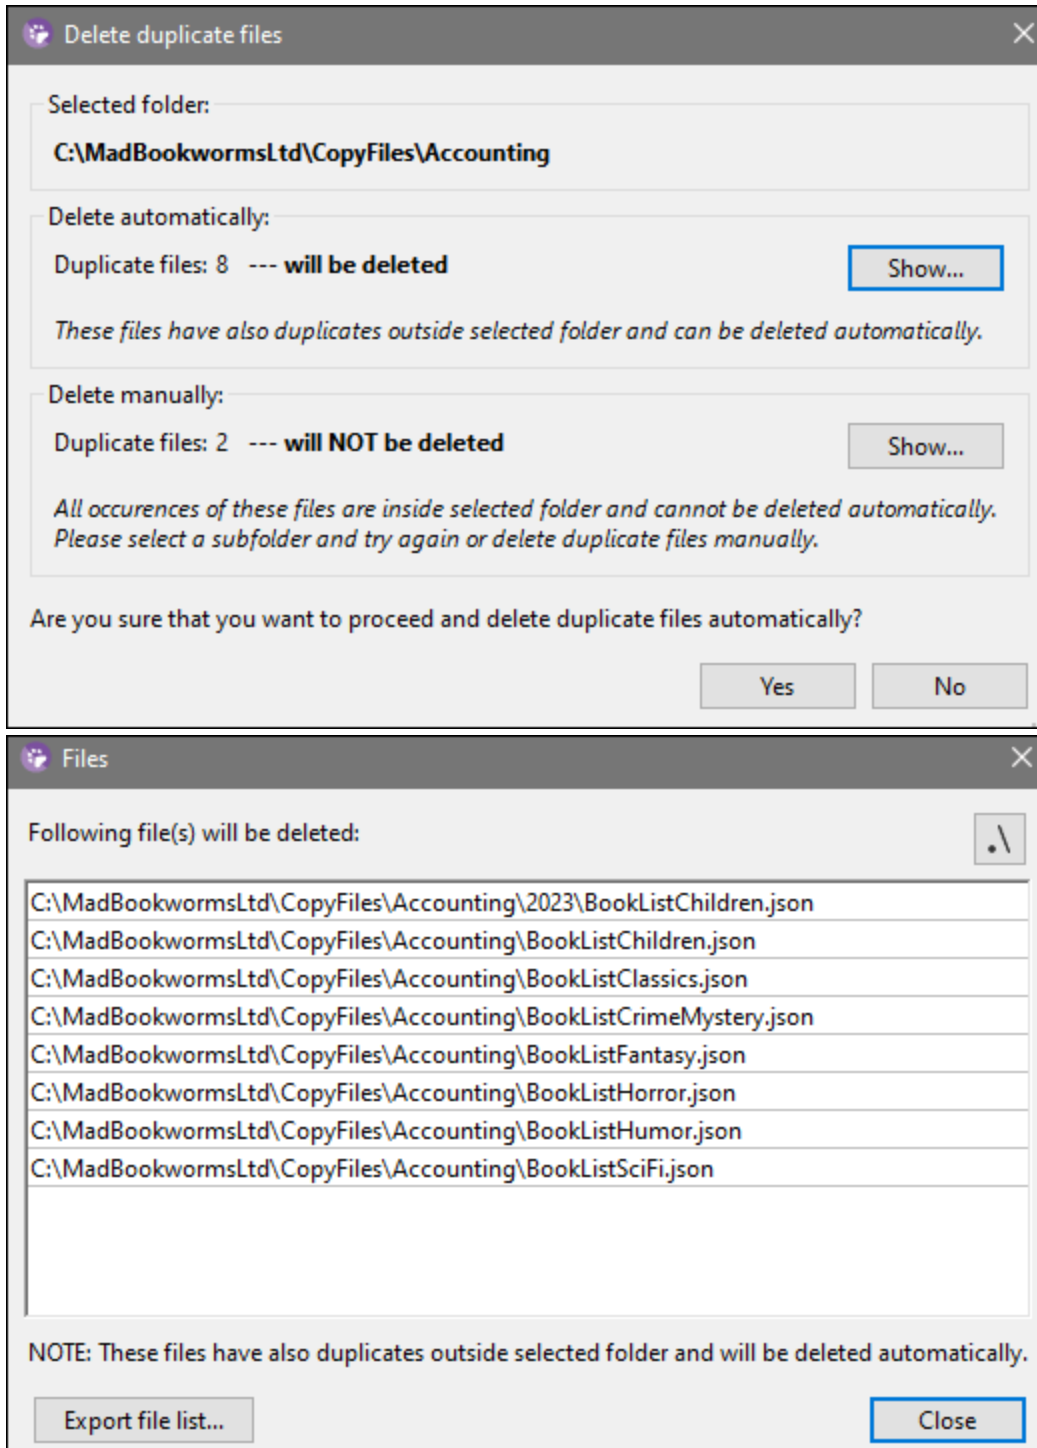 Delete duplicate files
Selected folder:
C:\MadBookwormsLtd\CopyFiles\Accounting
Delete automatically:
Duplicate files: 8 --- will be deleted
Show...
These files have also duplicates outside selected folder and can be deleted automatically.
Delete manually:
Duplicate files: 2 --- will NOT be deleted
Show...
All occurences of these files are inside selected folder and cannot be deleted automatically.
Please select a subfolder and try again or delete duplicate files manually.
Are you sure that you want to proceed and delete duplicate files automatically?
Yes No
Files
Following file(s) will be deleted:
.\
C:\MadBookwormsLtd\CopyFiles\Accounting\2023\BookListChildren.json
C:\MadBookwormsLtd\CopyFiles\Accounting\BookListChildren.json
C:\MadBookwormsLtd\CopyFiles\Accounting\BookListClassics.json
C:\MadBookwormsLtd\CopyFiles\Accounting\BookListCrimeMystery.json
C:\MadBookwormsLtd\CopyFiles\Accounting\BookListFantasy.json
C:\MadBookwormsLtd\CopyFiles\Accounting\BookListHorror.json
C:\MadBookwormsLtd\CopyFiles\Accounting\BookListHumor.json
C:\MadBookwormsLtd\CopyFiles\Accounting\BookListSciFi.json
NOTE: These files have also duplicates outside selected folder and will be deleted automatically.
Export file list... Close